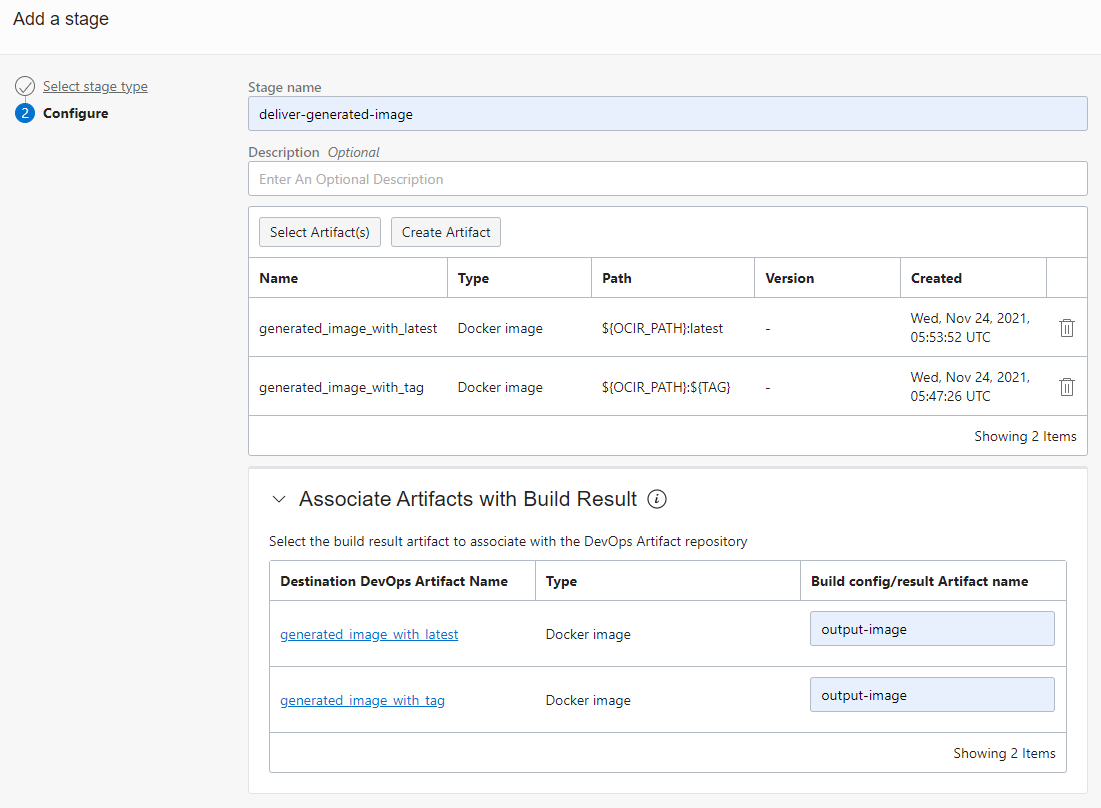 Add a stage
Select stage type
2 Configure
Stage name
deliver-generated-image
Description Optional
Enter An Optional Description
Select Artifact(s) Create Artifact
Name Type Path Version Created
generated_image_with_latest Docker image ${OCIR_PATH}:latest - Wed, Nov 24, 2021,
05:53:52 UTC
generated_image_with_tag Docker image ${OCIR_PATH}:${TAG} - Wed, Nov 24, 2021,
05:47:26 UTC
Showing 2 Items
Associate Artifacts with Build Result i
Select the build result artifact to associate with the DevOps Artifact repository
Destination DevOps Artifact Name Type Build config/result Artifact name
generated_image_with_latest Docker image output-image
generated_image_with_tag Docker image output-image
Showing 2 Items